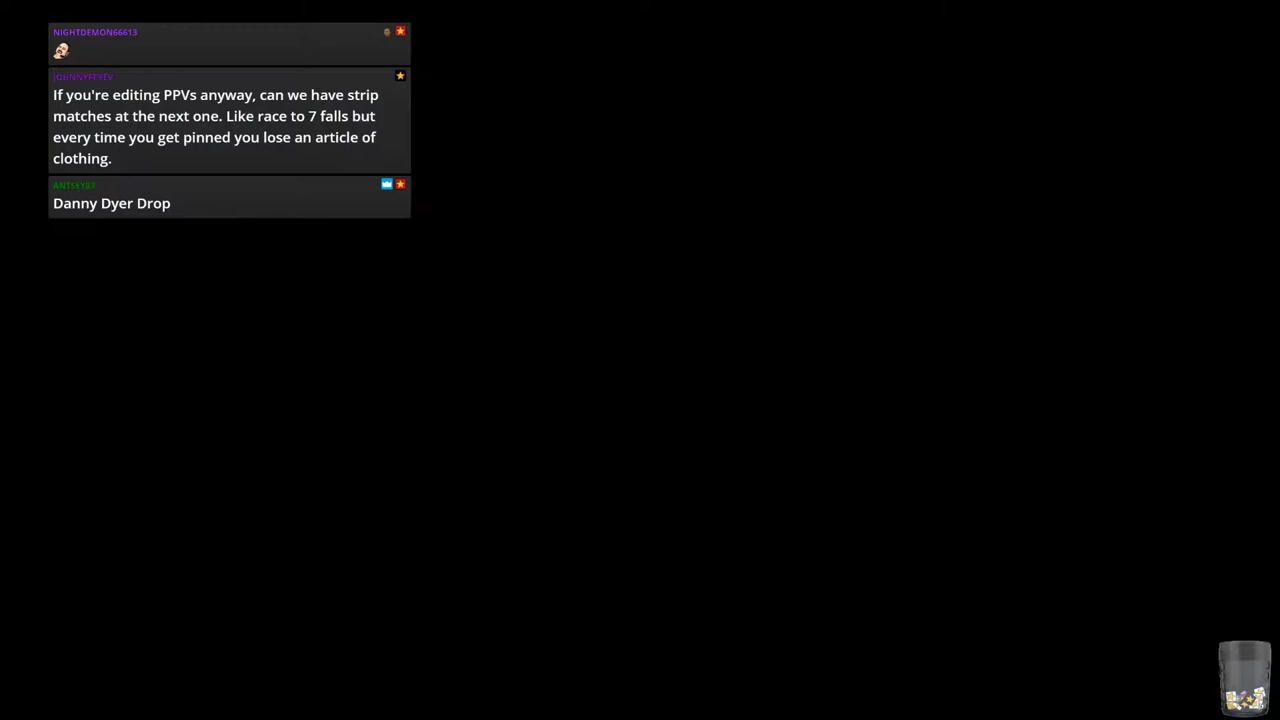 NIGHTDEMON66613
If you're editing PPVs anyway, can we have strip
matches at the next one. Like race to 7 falls but
every time you get pinned you lose an article of
clothing.
ANTSEY87
Danny Dyer Drop